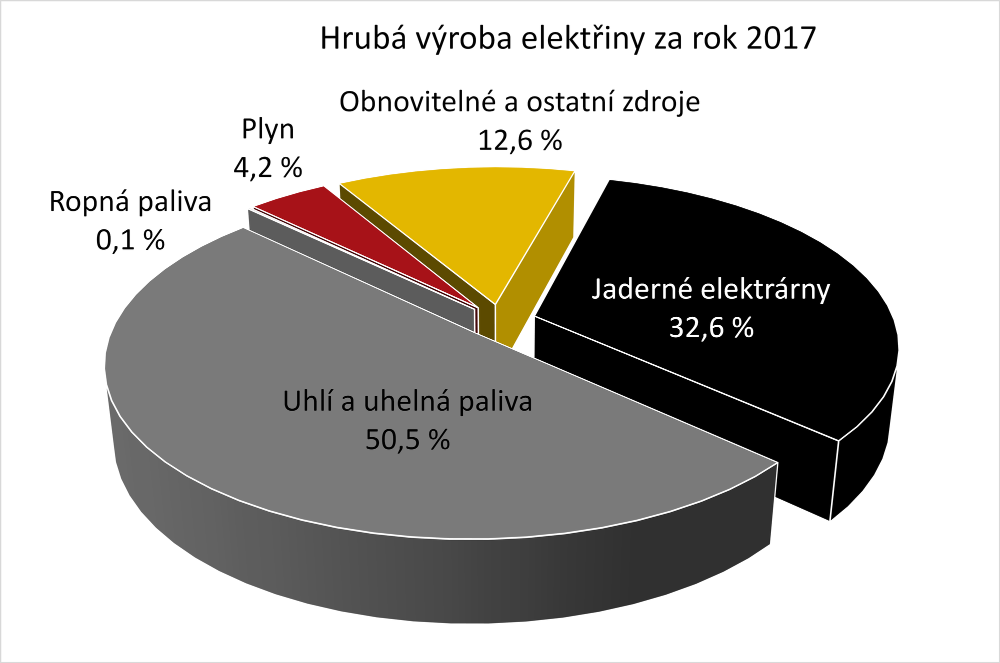 Hrubá výroba elektřiny za rok 2017
Obnovitelné a ostatní zdroje
12,6 %
Plyn
4,2 %
Ropná paliva
0,1 %
Jaderné elektrárny
32,6 %
Uhlí a uhelná paliva
50,5 %